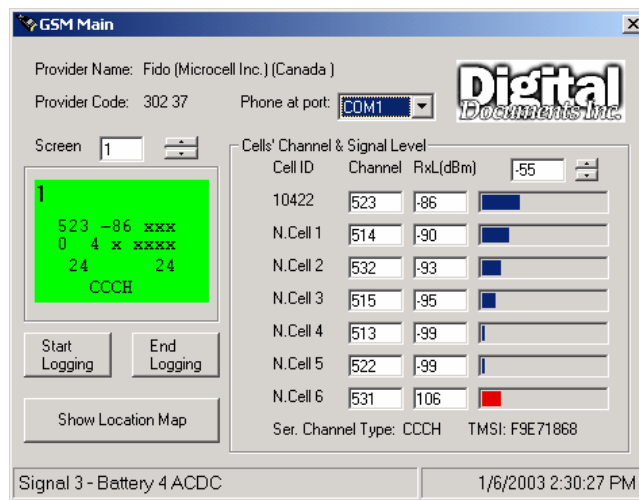 GSM Main
Provider Name: Fido (Microcell Inc.) (Canada )
Provider Code: 302 37
Phone at port: COM1
Digital
Documents Inc.
Screen 1
1
523 -86 xxx
0 4 x xxxx
24 24
CCCH
Start
Logging
End
Logging
Show Location Map
Cells' Channel & Signal Level
Cell ID Channel RxL(dBm) -55
10422 523 -86
N.Cell 1 514 -90
N.Cell 2 532 -93
N.Cell 3 515 -95
N.Cell 4 513 -99
N.Cell 5 522 -99
N.Cell 6 531 106
Ser. Channel Type: CCCH TMSI: F9E71868
Signal 3 - Battery 4 ACDC
1/6/2003 2:30:27 PM